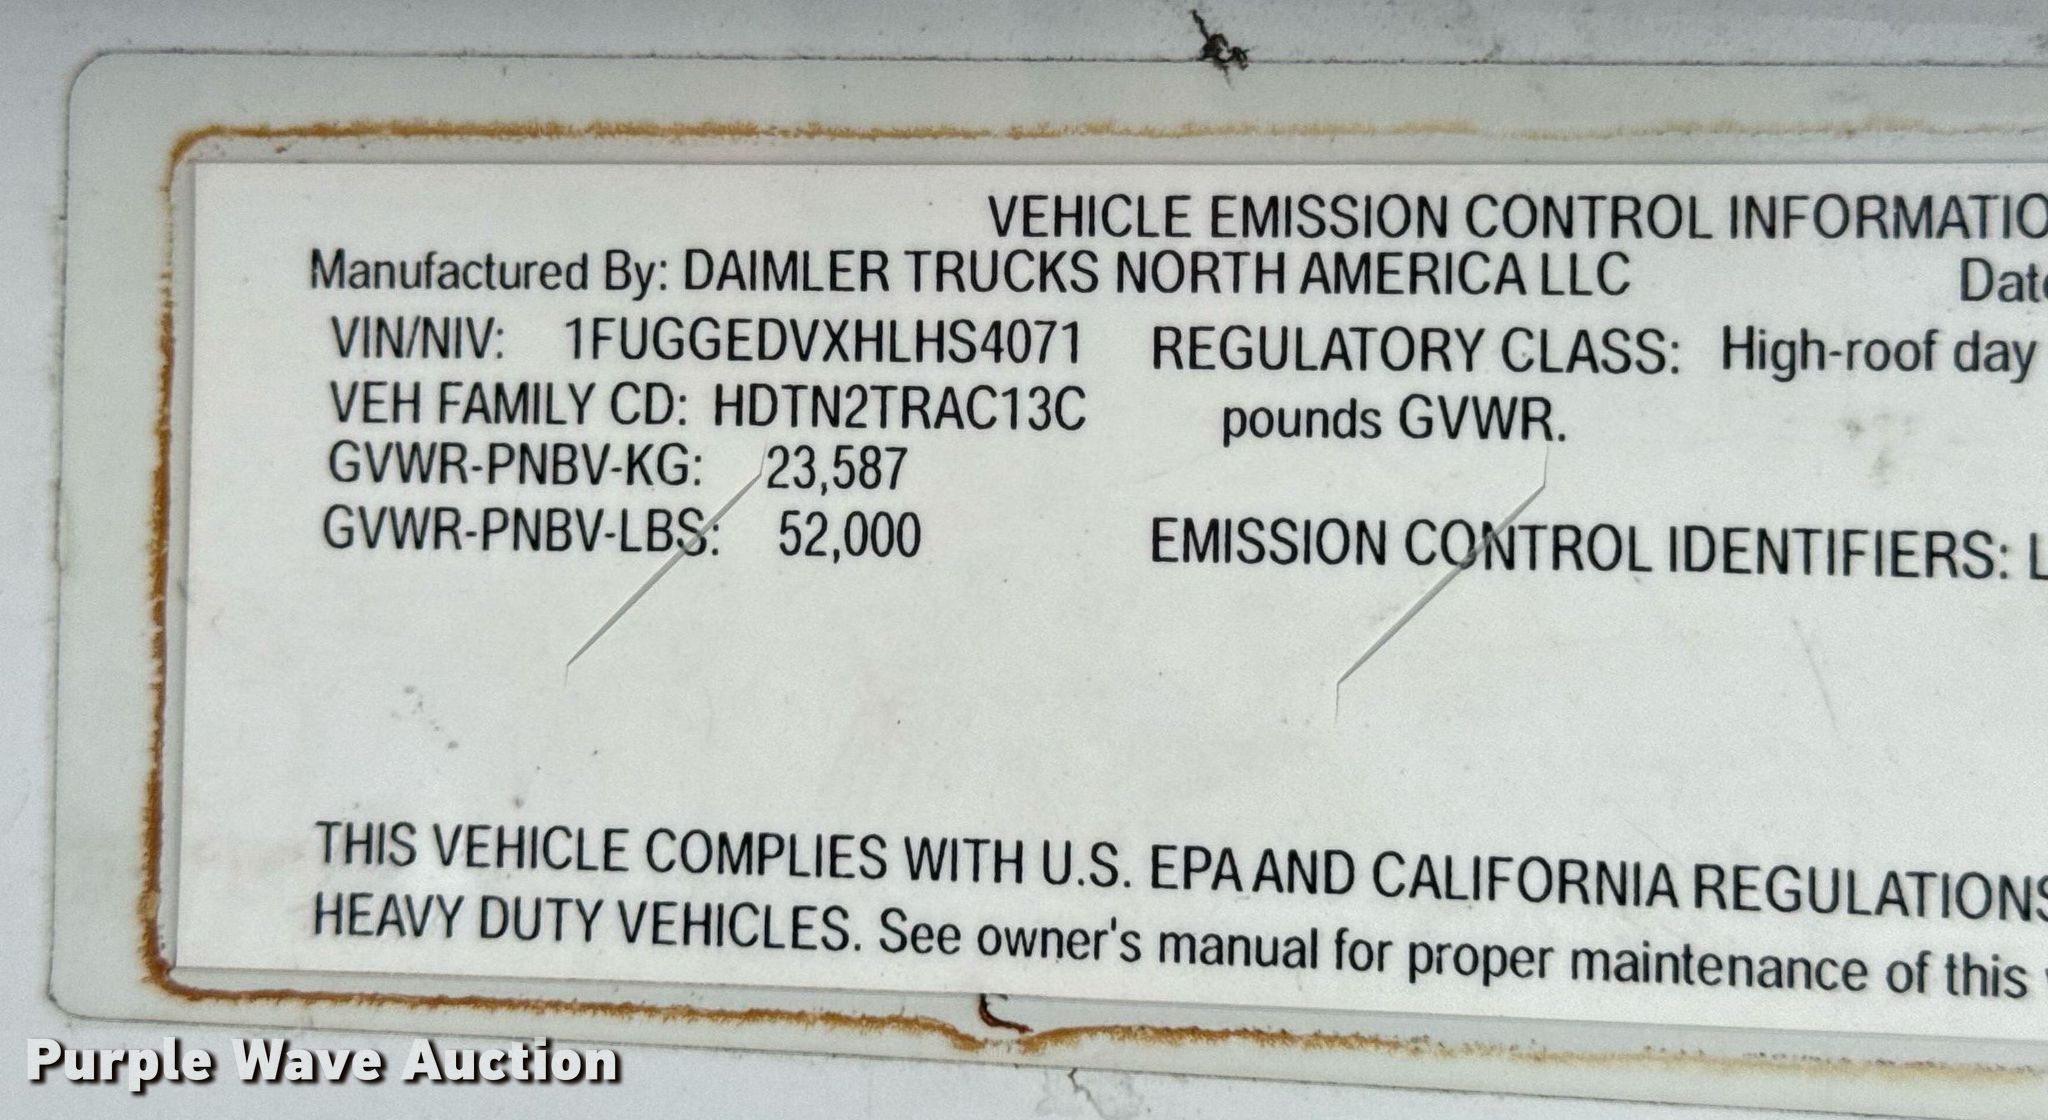 VEHICLE EMISSION CONTROL INFORMATIO
Manufactured By: DAIMLER TRUCKS NORTH AMERICA LLC Date
VIN/NIV: 1FUGGEDVXHLHS4071 REGULATORY CLASS: High-roof day
VEH FAMILY CD: HDTN2TRAC13C pounds GVWR.
GVWR-PNBV-KG: 23,587
GVWR-PNBV-LBS: 52,000 EMISSION CONTROL IDENTIFIERS: L
THIS VEHICLE COMPLIES WITH U.S. EPA AND CALIFORNIA REGULATIONS
HEAVY DUTY VEHICLES. See owner's manual for proper maintenance of this
Purple Wave Auction